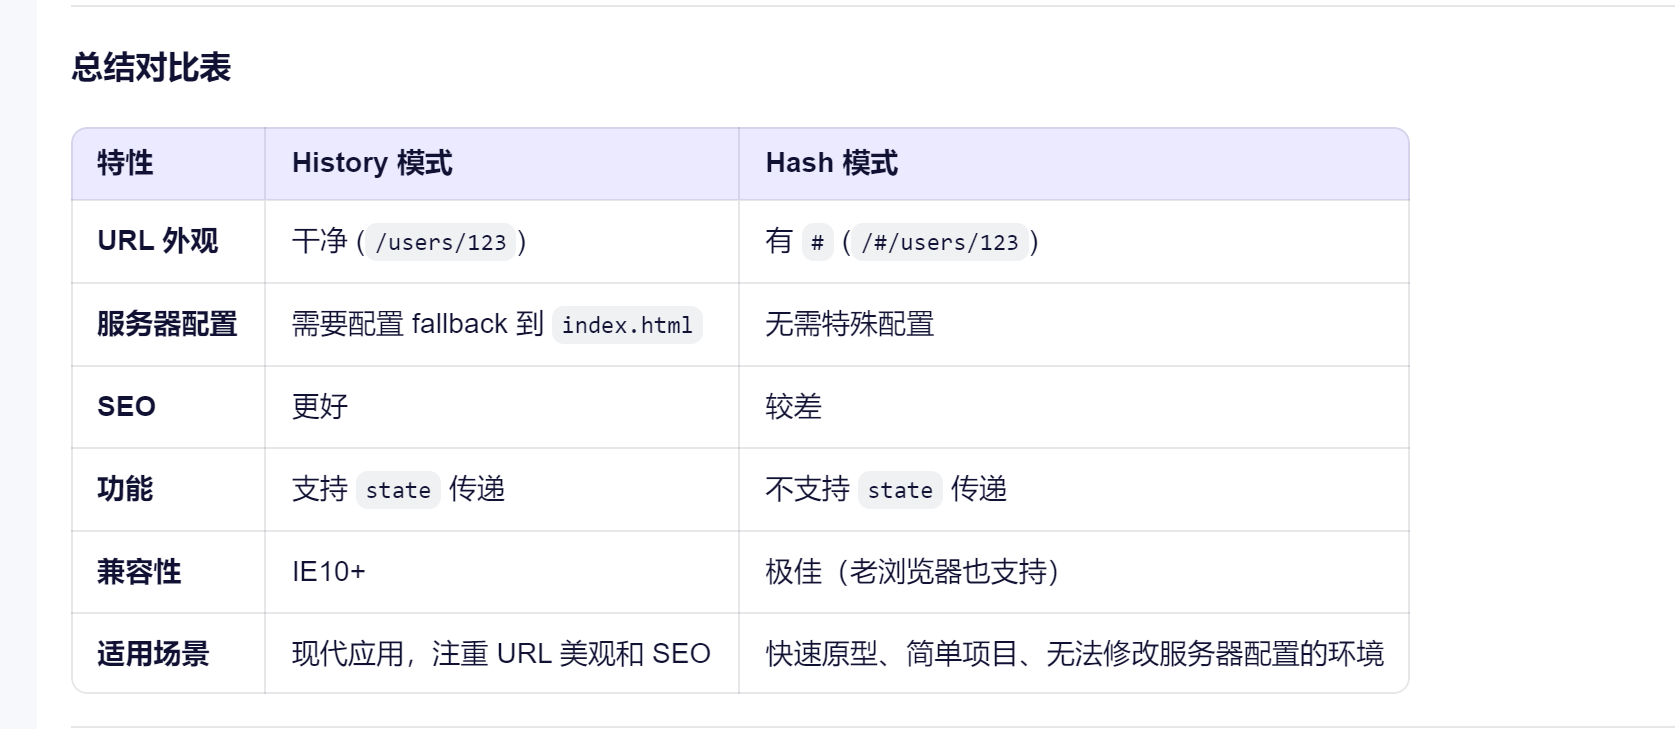 总结对比表
特性 History 模式 Hash 模式
URL 外观 干净 (/users/123) 有 # (/#/users/123)
服务器配置 需要配置 fallback 到 index.html 无需特殊配置
SEO 更好 较差
功能 支持 state 传递 不支持 state 传递
兼容性 IE10+ 极佳（老浏览器也支持）
适用场景 现代应用，注重 URL 美观和 SEO 快速原型、简单项目、无法修改服务器配置的环境